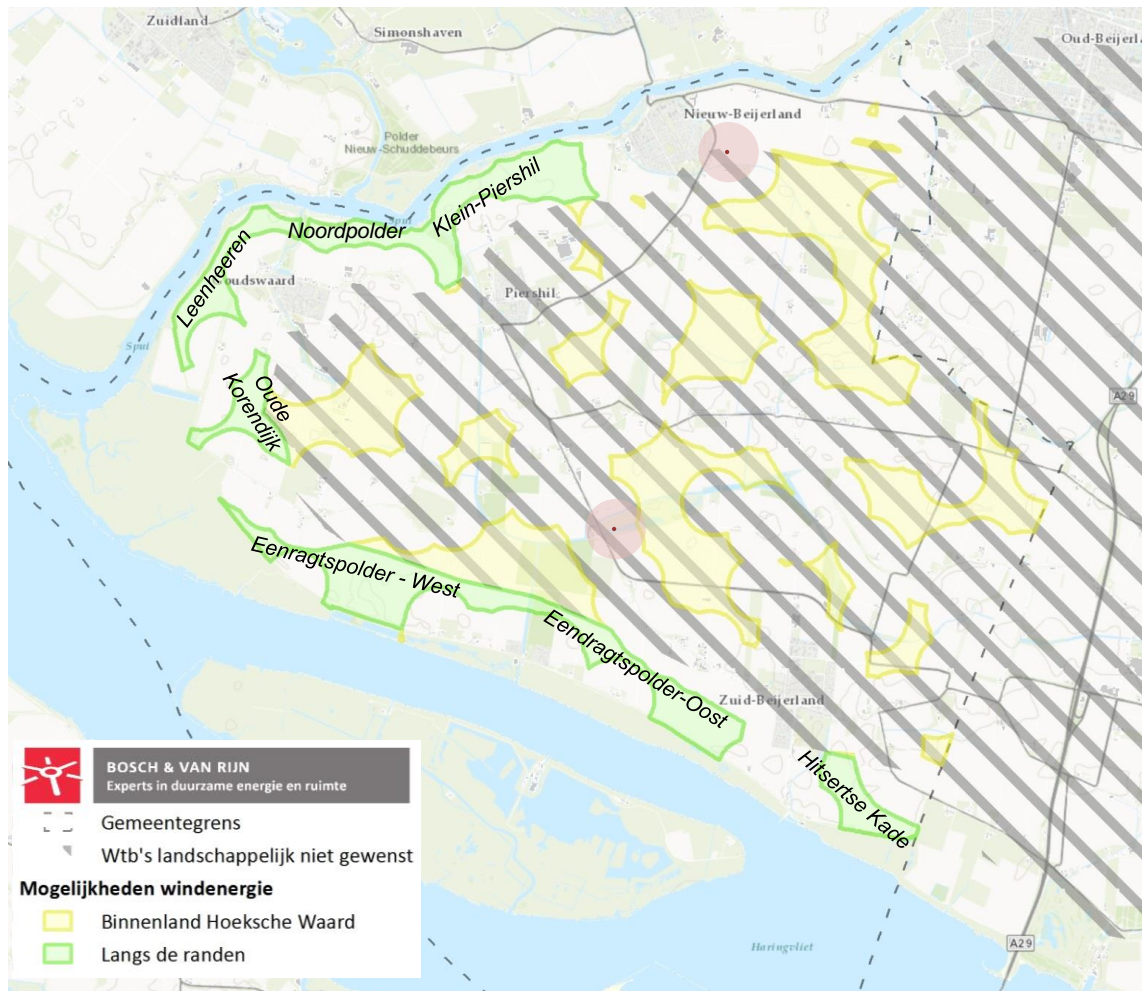 Zuidland
Simonshaven
Oud-Beijerla
Nieuw-Beijerland
Polder
Nieuw-Schuddebeurs
Klein-Piershil
Spui
Noordpolder
Leenheeren
oudswaard
Piershil
Spui
Oude
Korendijk
A29
Eenragtspolder - West
Eendragtspolder-Oost
Zuid-Beijerland
Hitsertse Kade
A29
Haringvliet
BOSCH & VAN RIJN
Experts in duurzame energie en ruimte
Gemeentegrens
Wtb's landschappelijk niet gewenst
Mogelijkheden windenergie
Binnenland Hoeksche Waard
Langs de randen